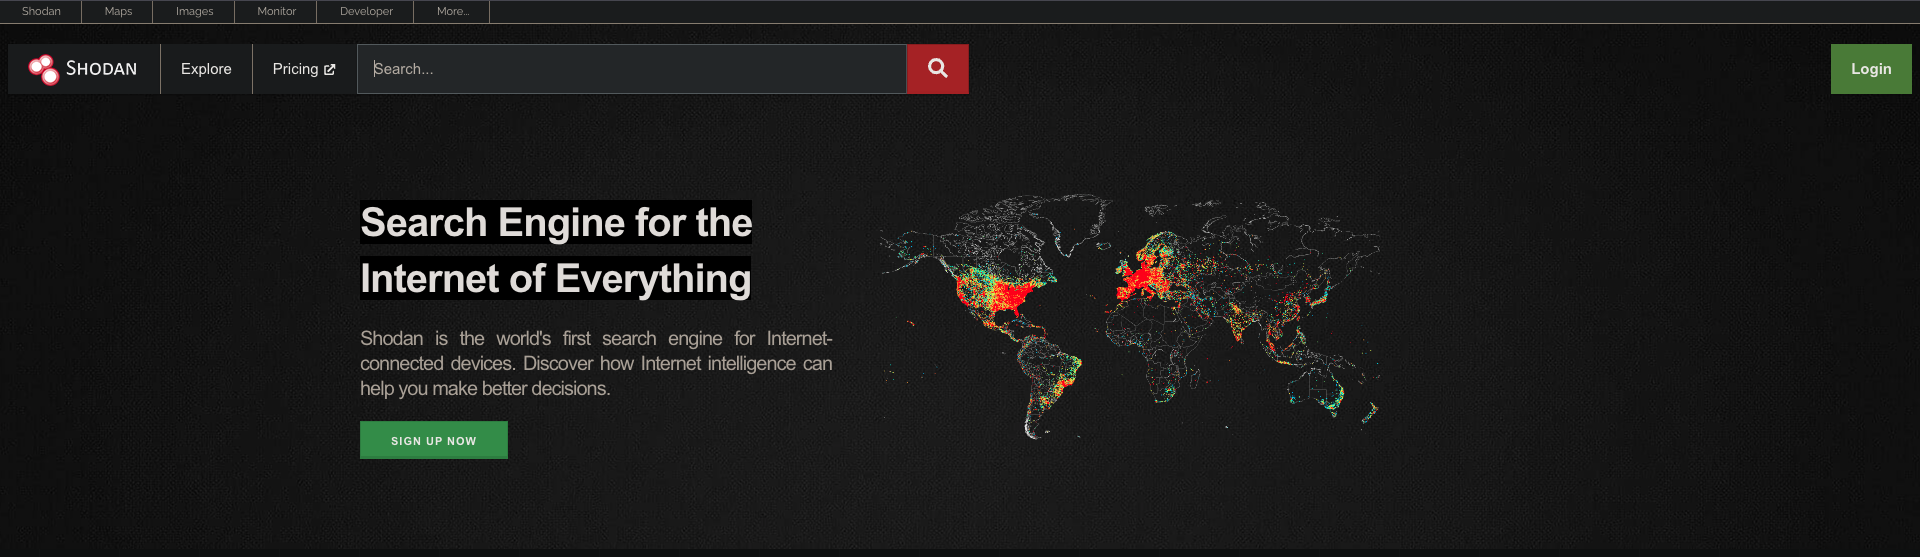 Shodan
Maps
Images
Monitor
Developer
More...
SHODAN
Explore
Pricing
Search...
Login
Search Engine for the
Internet of Everything
Shodan is the world's first search engine for Internet-
connected devices. Discover how Internet intelligence can
help you make better decisions.
SIGN UP NOW